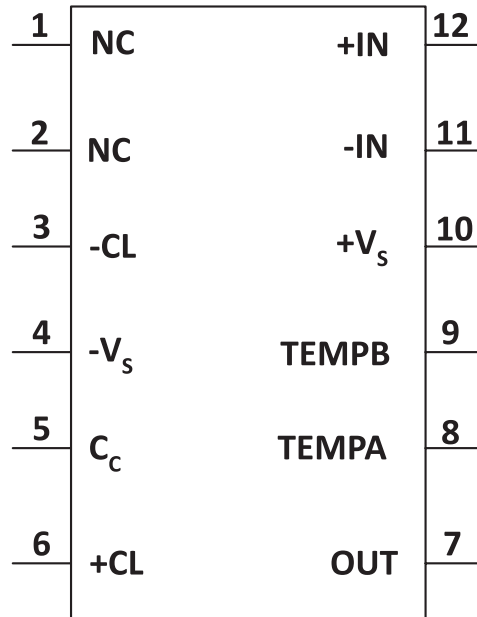 1 NC +IN 12
2 NC -IN 11
3 -CL +VS 10
4 -VS TEMPB 9
5 CC TEMPA 8
6 +CL OUT 7